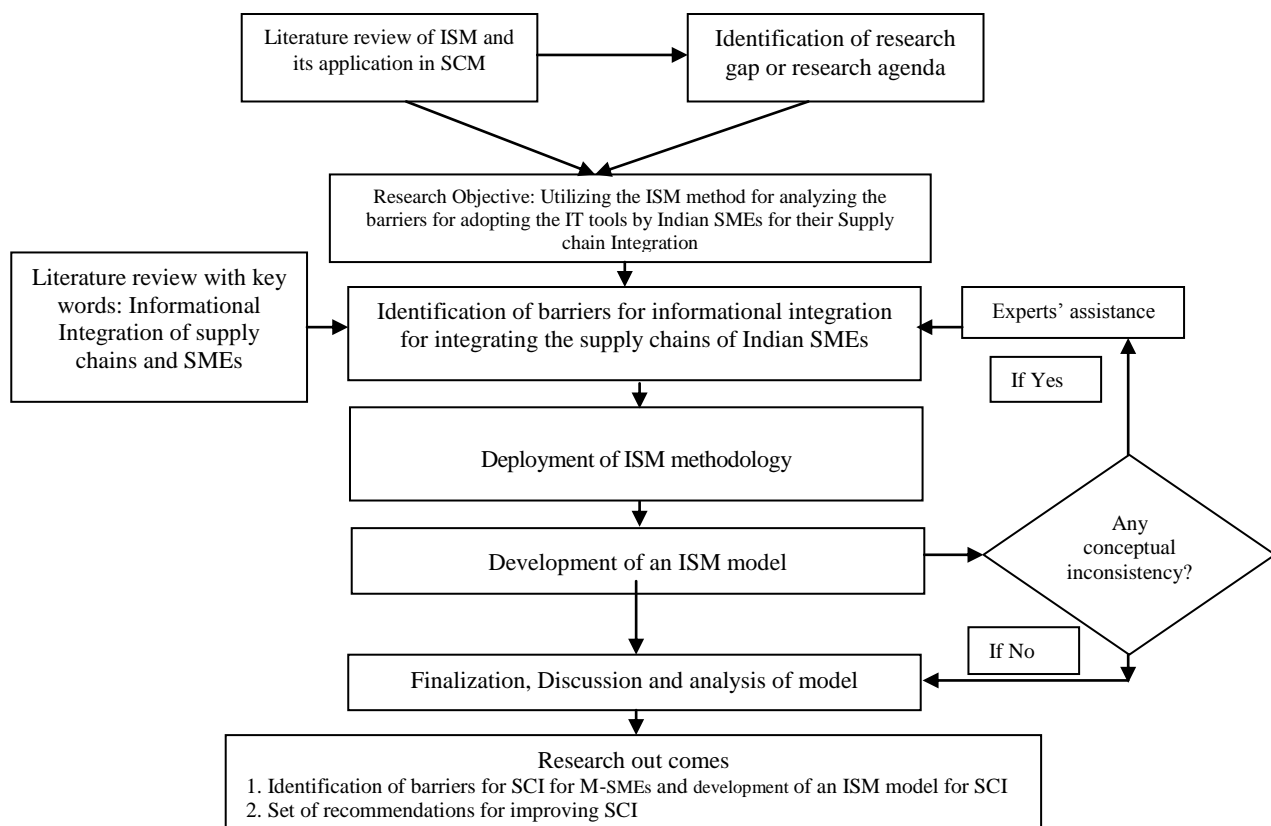 Literature review of ISM and
its application in SCM
Identification of research
gap or research agenda
Research Objective: Utilizing the ISM method for analyzing the
barriers for adopting the IT tools by Indian SMEs for their Supply
chain Integration
Literature review with key
words: Informational
Integration of supply
chains and SMEs
Identification of barriers for informational integration
for integrating the supply chains of Indian SMEs
Experts’ assistance
If Yes
Deployment of ISM methodology
Any
conceptual
inconsistency?
Development of an ISM model
If No
Finalization, Discussion and analysis of model
Research out comes
1. Identification of barriers for SCI for M-SMEs and development of an ISM model for SCI
2. Set of recommendations for improving SCI